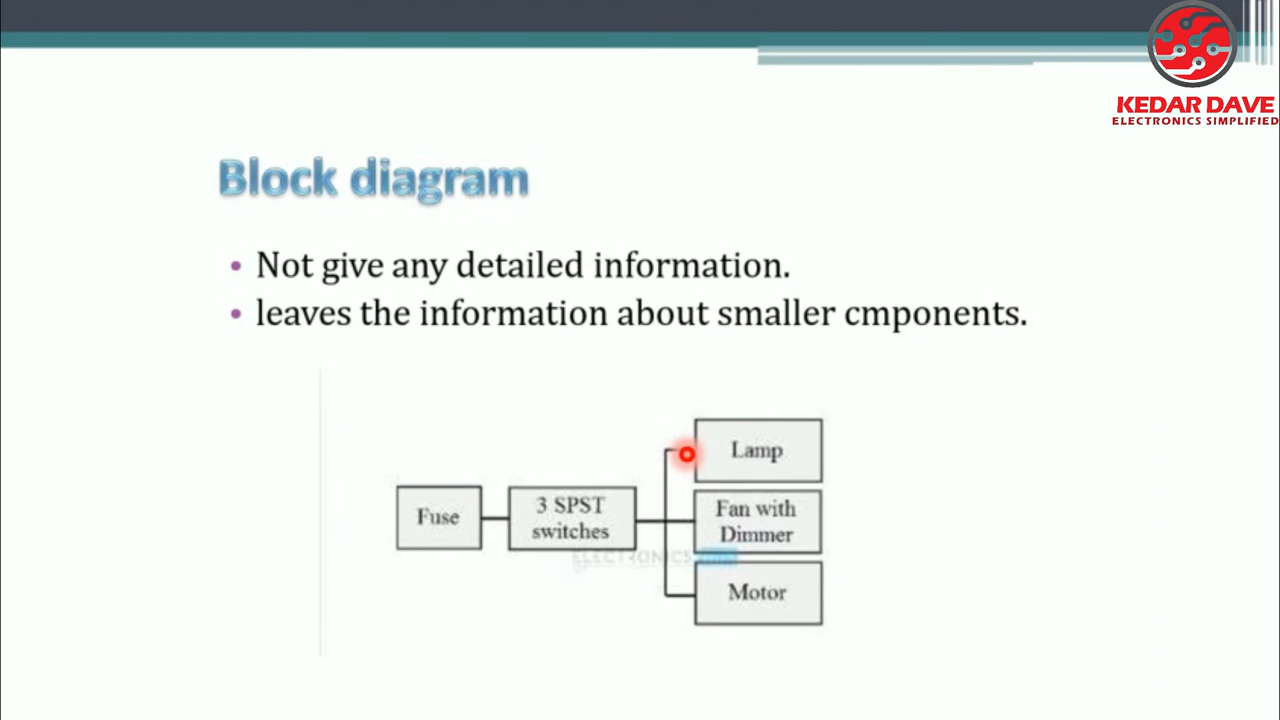 KEDAR DAVE
ELECTRONICS SIMPLIFIED
Block diagram
• Not give any detailed information.
• leaves the information about smaller cmponents.
Lamp
Fuse
3 SPST
switches
Fan with
Dimmer
ELECTRONICS
Motor